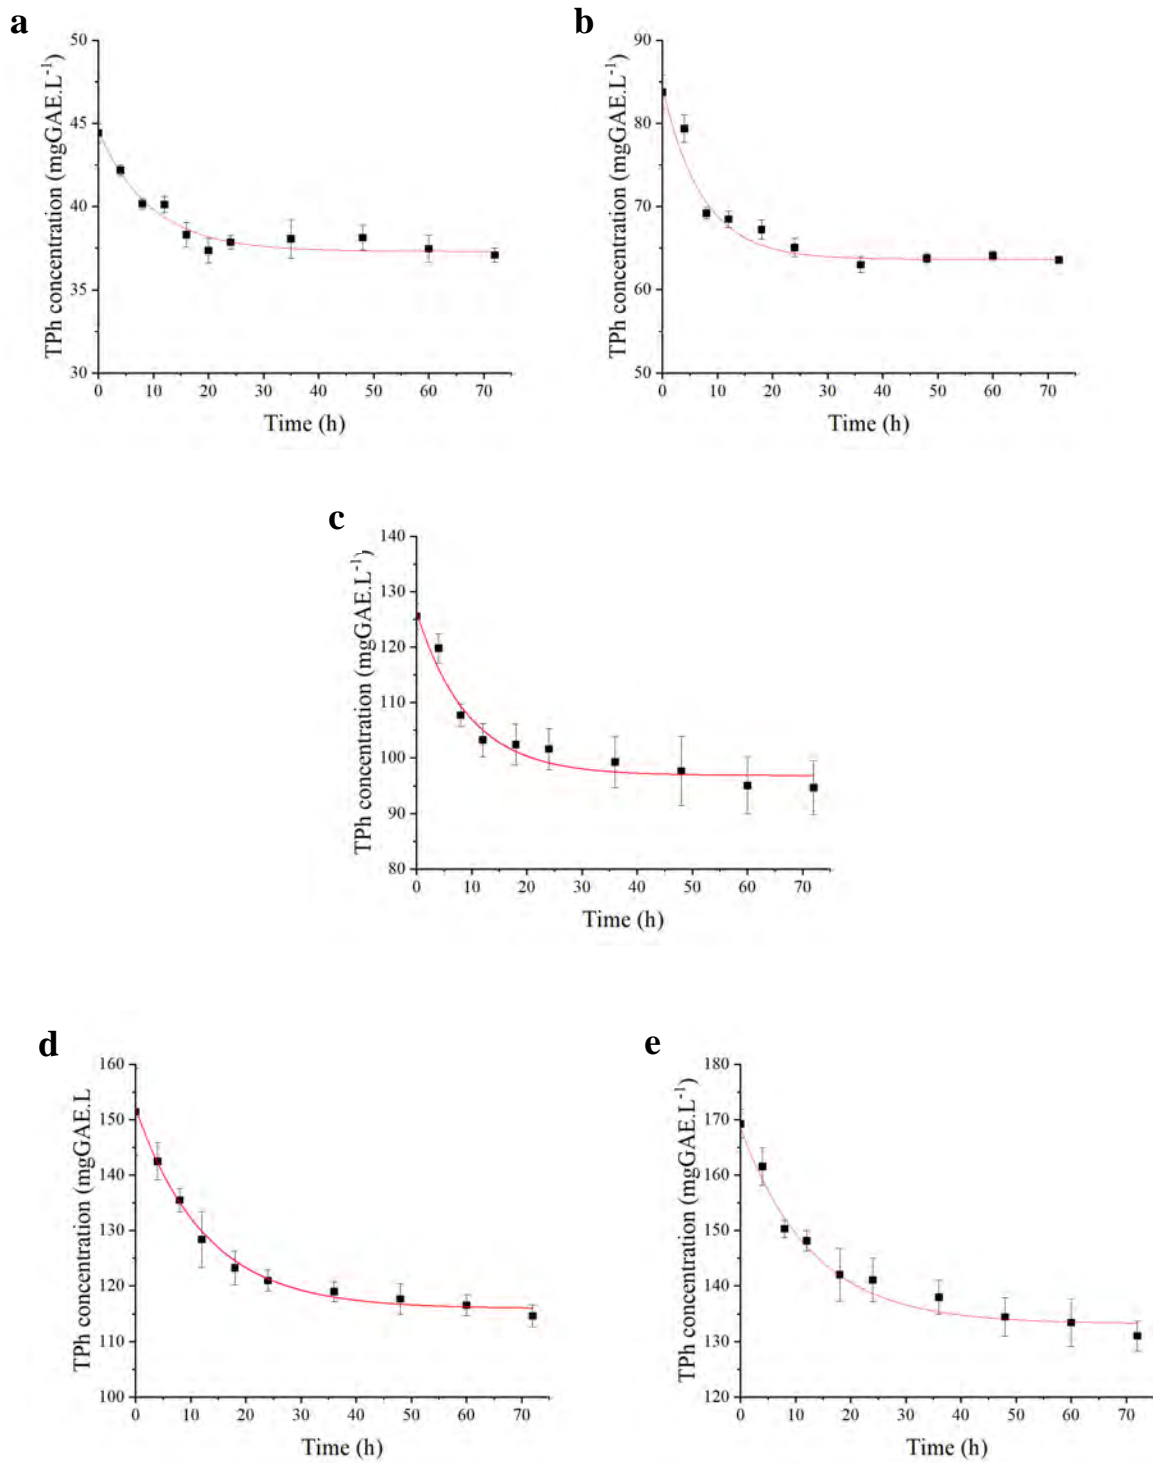 a
50
45
40
35
30
TPh concentration (mgGAE.L⁻¹)
0 10 20 30 40 50 60 70
Time (h)
b
90
80
70
60
50
TPh concentration (mgGAE.L⁻¹)
0 10 20 30 40 50 60 70
Time (h)
c
140
130
120
110
100
90
80
TPh concentration (mgGAE.L⁻¹)
0 10 20 30 40 50 60 70
Time (h)
d
160
150
140
130
120
110
100
TPh concentration (mgGAE.L
0 10 20 30 40 50 60 70
Time (h)
e
180
170
160
150
140
130
120
TPh concentration (mgGAE.L⁻¹)
0 10 20 30 40 50 60 70
Time (h)